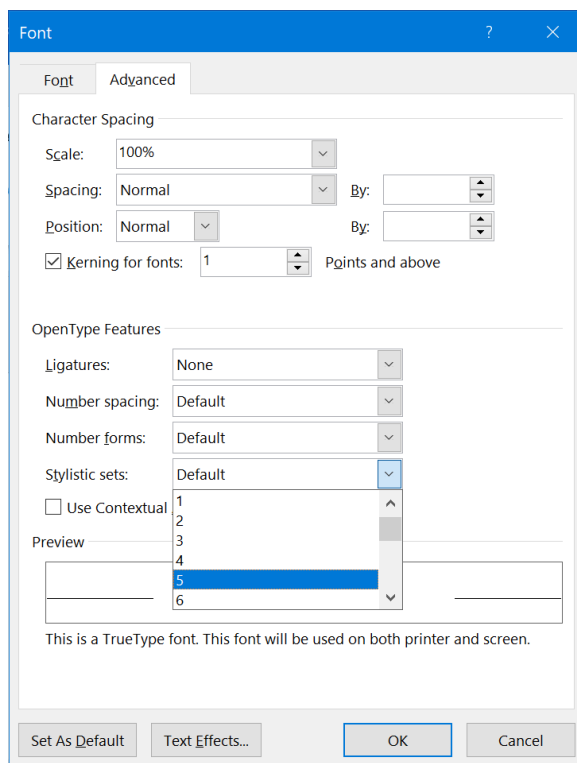 Font ?
Font Advanced
Character Spacing
Scale: 100%
Spacing: Normal By:
Position: Normal By:
Kerning for fonts: 1 Points and above
OpenType Features
Ligatures: None
Number spacing: Default
Number forms: Default
Stylistic sets: Default
1
Use Contextual
2
3
Preview
4
5
6
This is a TrueType font. This font will be used on both printer and screen.
Set As Default Text Effects... OK Cancel